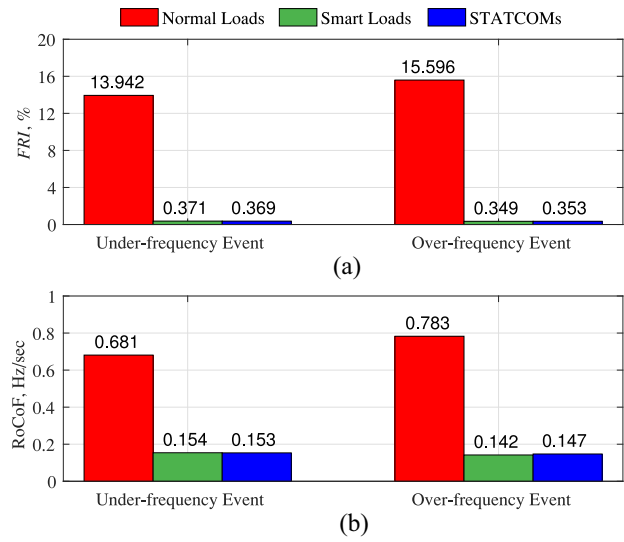 Normal Loads Smart Loads STATCOMs
20
16
12
8
4
0
FRI, %
13.942
0.371
0.369
15.596
0.349
0.353
Under-frequency Event
Over-frequency Event
(a)
1
0.8
0.6
0.4
0.2
0
RoCoF, Hz/sec
0.681
0.154
0.153
0.783
0.142
0.147
Under-frequency Event
Over-frequency Event
(b)